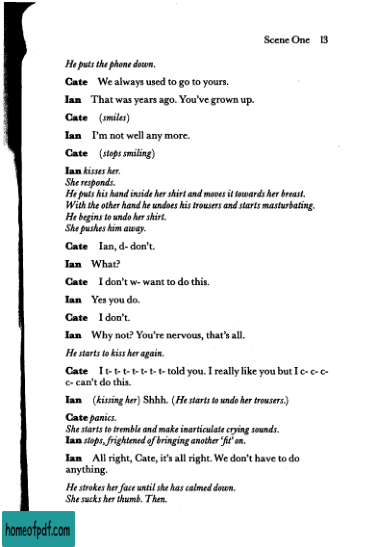 Scene One 13
He puts the phone down.
Cate We always used to go to yours.
Ian That was years ago. You've grown up.
Cate (smiles)
Ian I'm not well any more.
Cate (stops smiling)
Ian kisses her.
She responds.
He puts his hand inside her shirt and moves it towards her breast.
With the other hand he undoes his trousers and starts masturbating.
He begins to undo her shirt.
She pushes him away.
Cate Ian, d- don't.
Ian What?
Cate I don't w- want to do this.
Ian Yes you do.
Cate I don't.
Ian Why not? You're nervous, that's all.
He starts to kiss her again.
Cate I t- t- t- t- t- t- t- told you. I really like you but I c- c- c-
c- can't do this.
Ian (kissing her) Shhh. (He starts to undo her trousers.)
Cate panics.
She starts to tremble and make inarticulate crying sounds.
Ian stops, frightened of bringing another 'fit' on.
Ian All right, Cate, it's all right. We don't have to do
anything.
He strokes her face until she has calmed down.
She sucks her thumb. Then.
homeofpdf.com